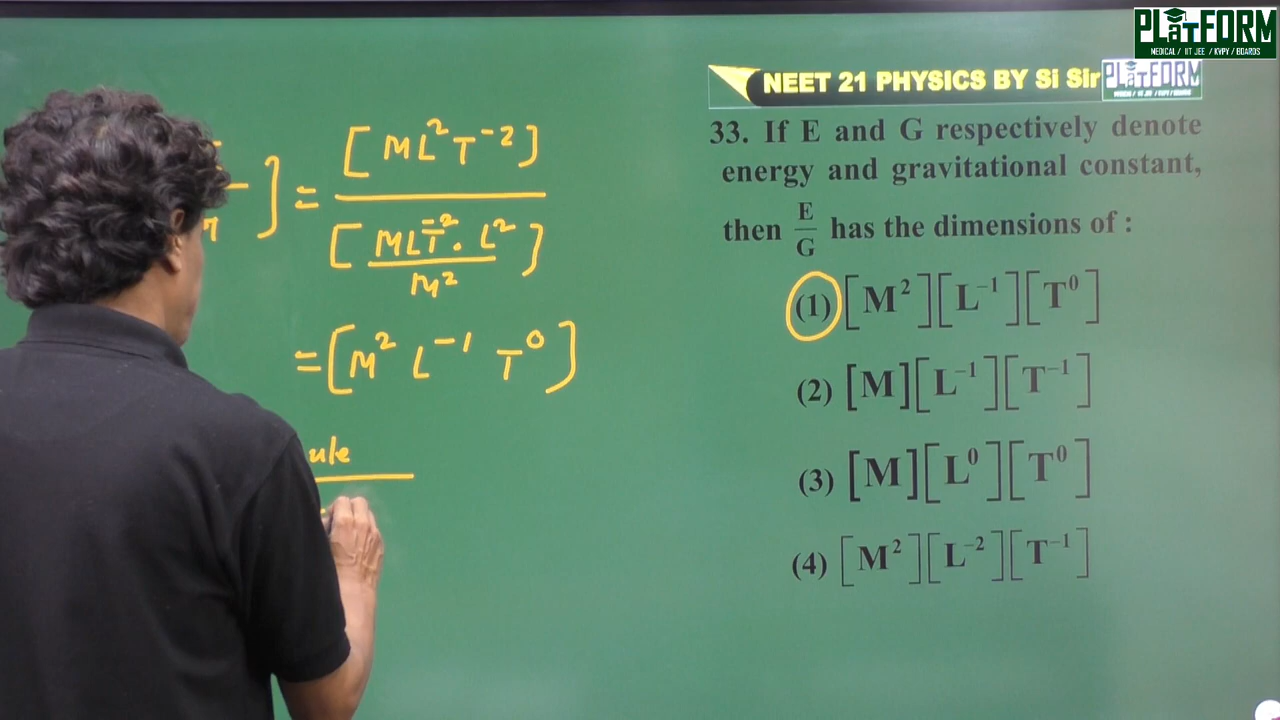 PLaTFORM
MEDICAL / IIT JEE / KVPY / BOARDS
NEET 21 PHYSICS BY Si Sir
PLaTFORM
33. If E and G respectively denote
energy and gravitational constant,
then E/G has the dimensions of :
(1) [M²][L⁻¹][T⁰]
(2) [M][L⁻¹][T⁻¹]
(3) [M][L⁰][T⁰]
(4) [M²][L⁻²][T⁻¹]
] = [ML²T⁻²]
[MLT⁻² · L²]
M²
= [M² L⁻¹ T⁰]
ule